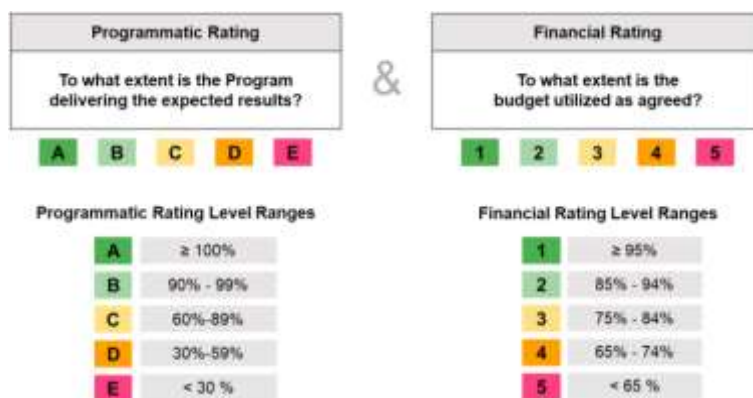 Programmatic Rating
To what extent is the Program
delivering the expected results?
A B C D E
Programmatic Rating Level Ranges
A ≥ 100%
B 90% - 99%
C 60%-89%
D 30%-59%
E < 30 %
&
Financial Rating
To what extent is the
budget utilized as agreed?
1 2 3 4 5
Financial Rating Level Ranges
1 ≥ 95%
2 85% - 94%
3 75% - 84%
4 65% - 74%
5 < 65 %